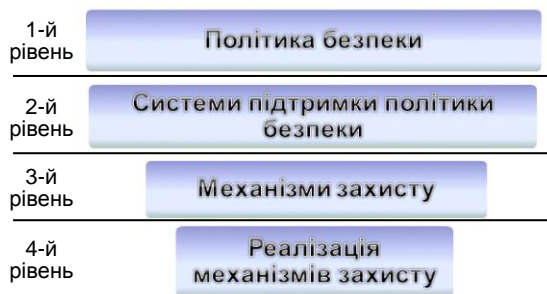 1-й
рівень
Політика безпеки
2-й
рівень
Системи підтримки політики
безпеки
3-й
рівень
Механізми захисту
4-й
рівень
Реалізація
механізмів захисту